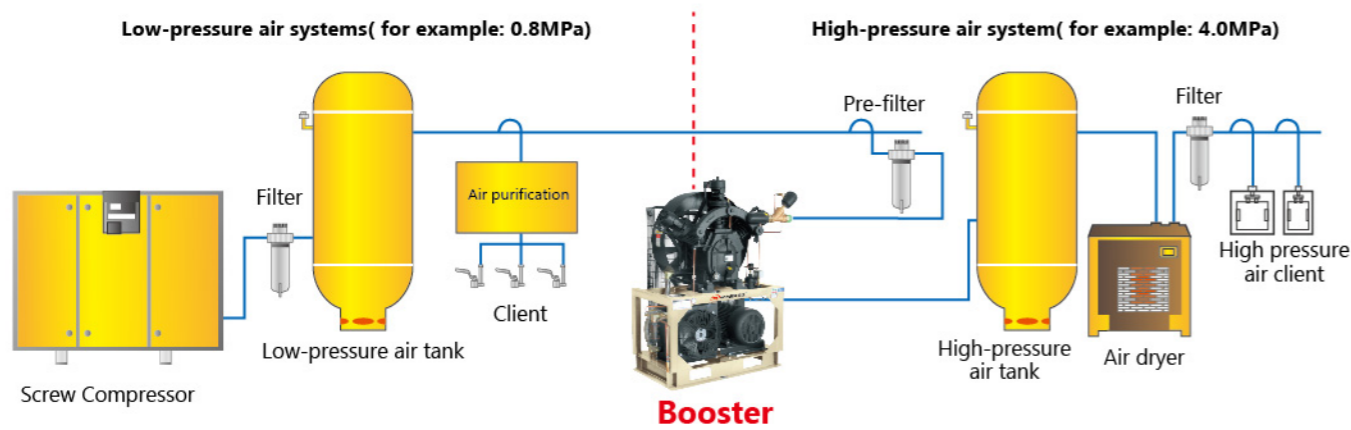 Low-pressure air systems( for example: 0.8MPa)
High-pressure air system( for example: 4.0MPa)
Pre-filter
Filter
Filter
Air purification
Client
Low-pressure air tank
Screw Compressor
High pressure
air client
High-pressure
air tank
Air dryer
Booster